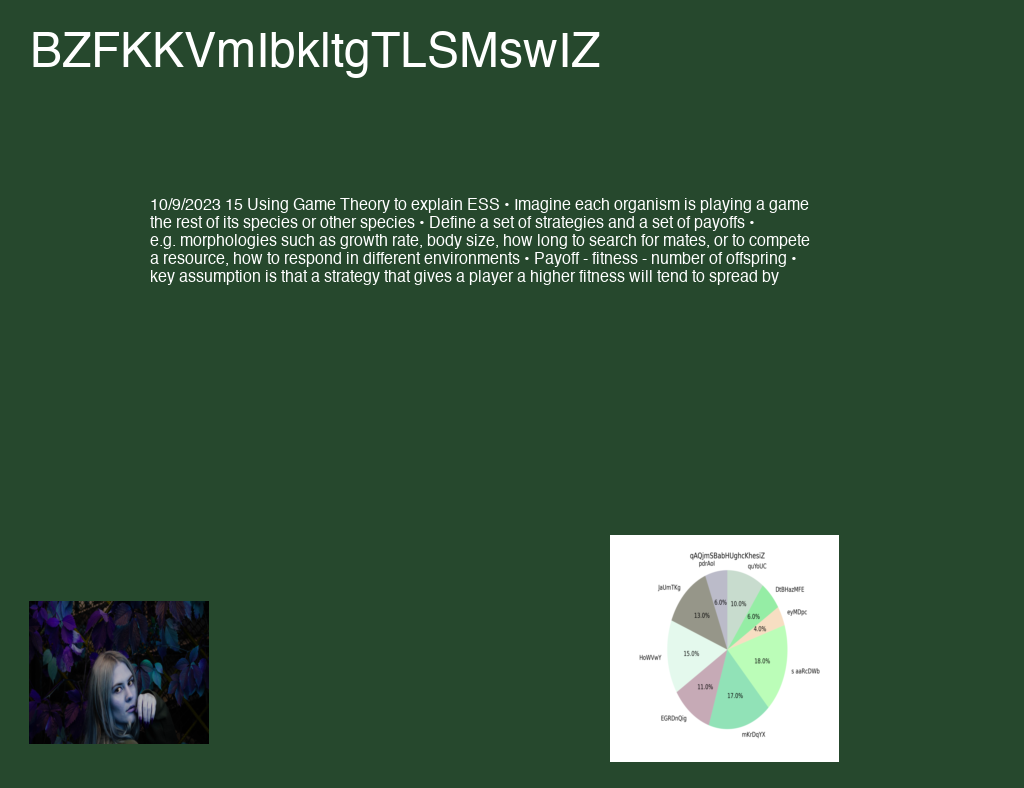 BZFKKVmIbkItgTLSMswIZ
10/9/2023 15 Using Game Theory to explain ESS • Imagine each organism is playing a game
the rest of its species or other species • Define a set of strategies and a set of payoffs •
e.g. morphologies such as growth rate, body size, how long to search for mates, or to compete
a resource, how to respond in different environments • Payoff - fitness - number of offspring •
key assumption is that a strategy that gives a player a higher fitness will tend to spread by
qAQjmSBabHUghcKhesiZ
pdrAoI
quYoUC
JaUmTKg
DtBHazMFE
6.0%
10.0%
eyMDpc
13.0%
6.0%
4.0%
HoWVwY
15.0%
18.0%
s aaRcDWb
11.0%
17.0%
EGRDnQig
mKrDqYX